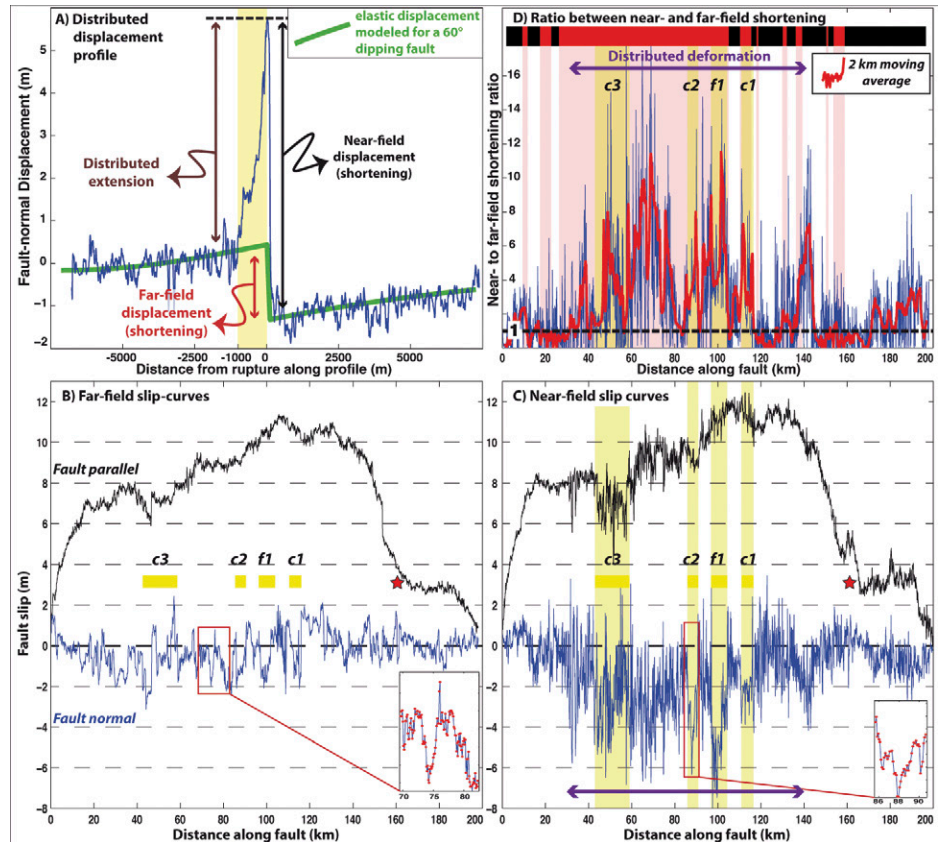 A) Distributed
displacement
profile
elastic displacement
modeled for a 60°
dipping fault
Fault-normal Displacement (m)
5
4
3
2
1
0
−1
−2
Distributed
extension
Near-field
displacement
(shortening)
Far-field
displacement
(shortening)
-5000
-1000
0
5000
Distance from rupture along profile (m)
D) Ratio between near- and far-field shortening
Distributed deformation
2 km moving
average
c3
c2
f1
c1
Near- to far-field shortening ratio
16
14
12
10
8
6
4
1
0
0 20 40 60 80 100 120 140 160 180 200
Distance along fault (km)
B) Far-field slip-curves
Fault parallel
c3
c2
f1
c1
Fault normal
Fault slip (m)
12
10
8
6
4
2
0
−2
−4
−6
−8
70 75 80
0 20 40 60 80 100 120 140 160 180 200
Distance along fault (km)
C) Near-field slip curves
c3
c2
f1
c1
12
10
8
6
4
2
0
−2
−4
−6
−8
86 88 90
0 20 40 60 80 100 120 140 160 180 200
Distance along fault (km)